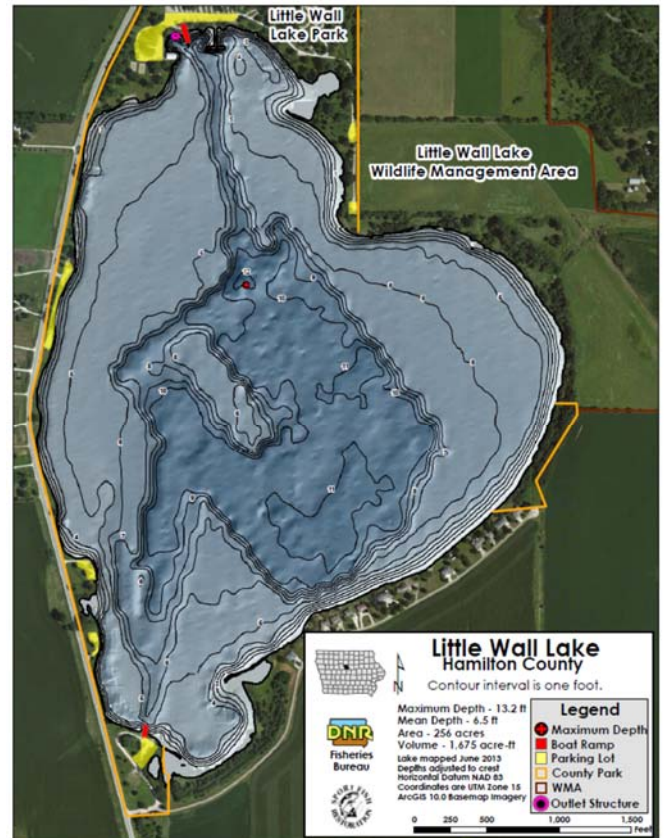 Little Wall
Lake Park
Little Wall Lake
Wildlife Management Area
Little Wall Lake
Hamilton County
Contour interval is one foot.
N
DNR
Fisheries
Bureau
SPORT FISH
RESTORATION
Maximum Depth - 13.2 ft
Mean Depth - 6.5 ft
Area - 256 acres
Volume - 1,675 acre-ft
Lake mapped June 2013
Depths adjusted to crest
Horizontal Datum NAD 83
Coordinates are UTM Zone 15
ArcGIS 10.0 Basemap Imagery
Legend
Maximum Depth
Boat Ramp
Parking Lot
County Park
WMA
Outlet Structure
0 250 500 1,000 1,500
Feet